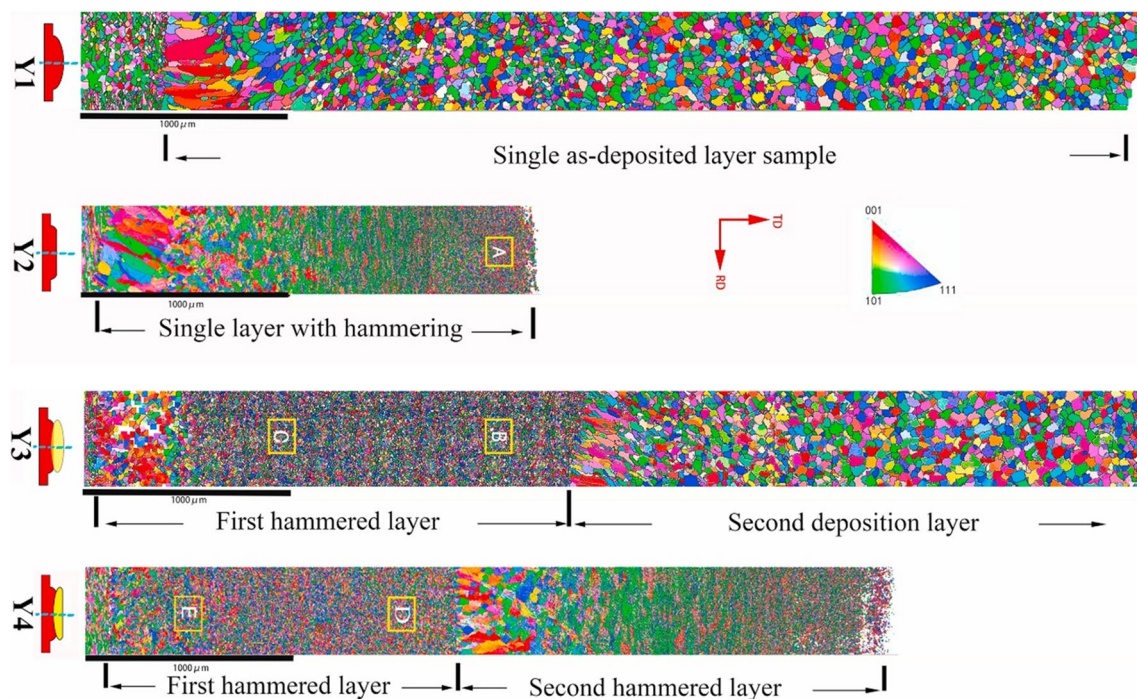 Y1
1000 μm
Single as-deposited layer sample
Y2
A
1000 μm
Single layer with hammering
TD
RD
001
101
111
Y3
C
B
1000 μm
First hammered layer
Second deposition layer
Y4
E
D
1000 μm
First hammered layer
Second hammered layer